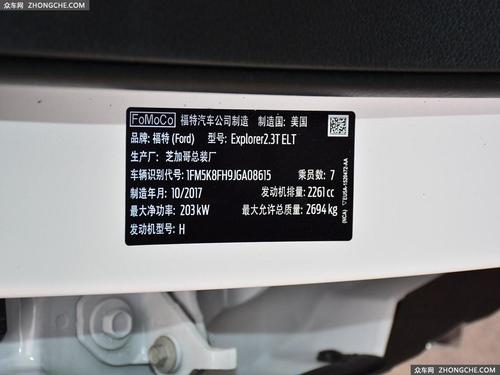 众车网 ZHONGCHE.COM
FoMoCo 福特汽车公司制造 制造国: 美国
品牌: 福特 (Ford) 型号: Explorer2.3T ELT
生产厂: 芝加哥总装厂
车辆识别代号: 1FM5K8FH9JGA08615 乘员数: 7
制造年月: 10/2017 发动机排量: 2261 cc
最大净功率: 203 kW 最大允许总质量: 2694 kg
发动机型号: H
(NCA) ▽EU5A-1520472-AA
众车网 ZHONGCHE.COM